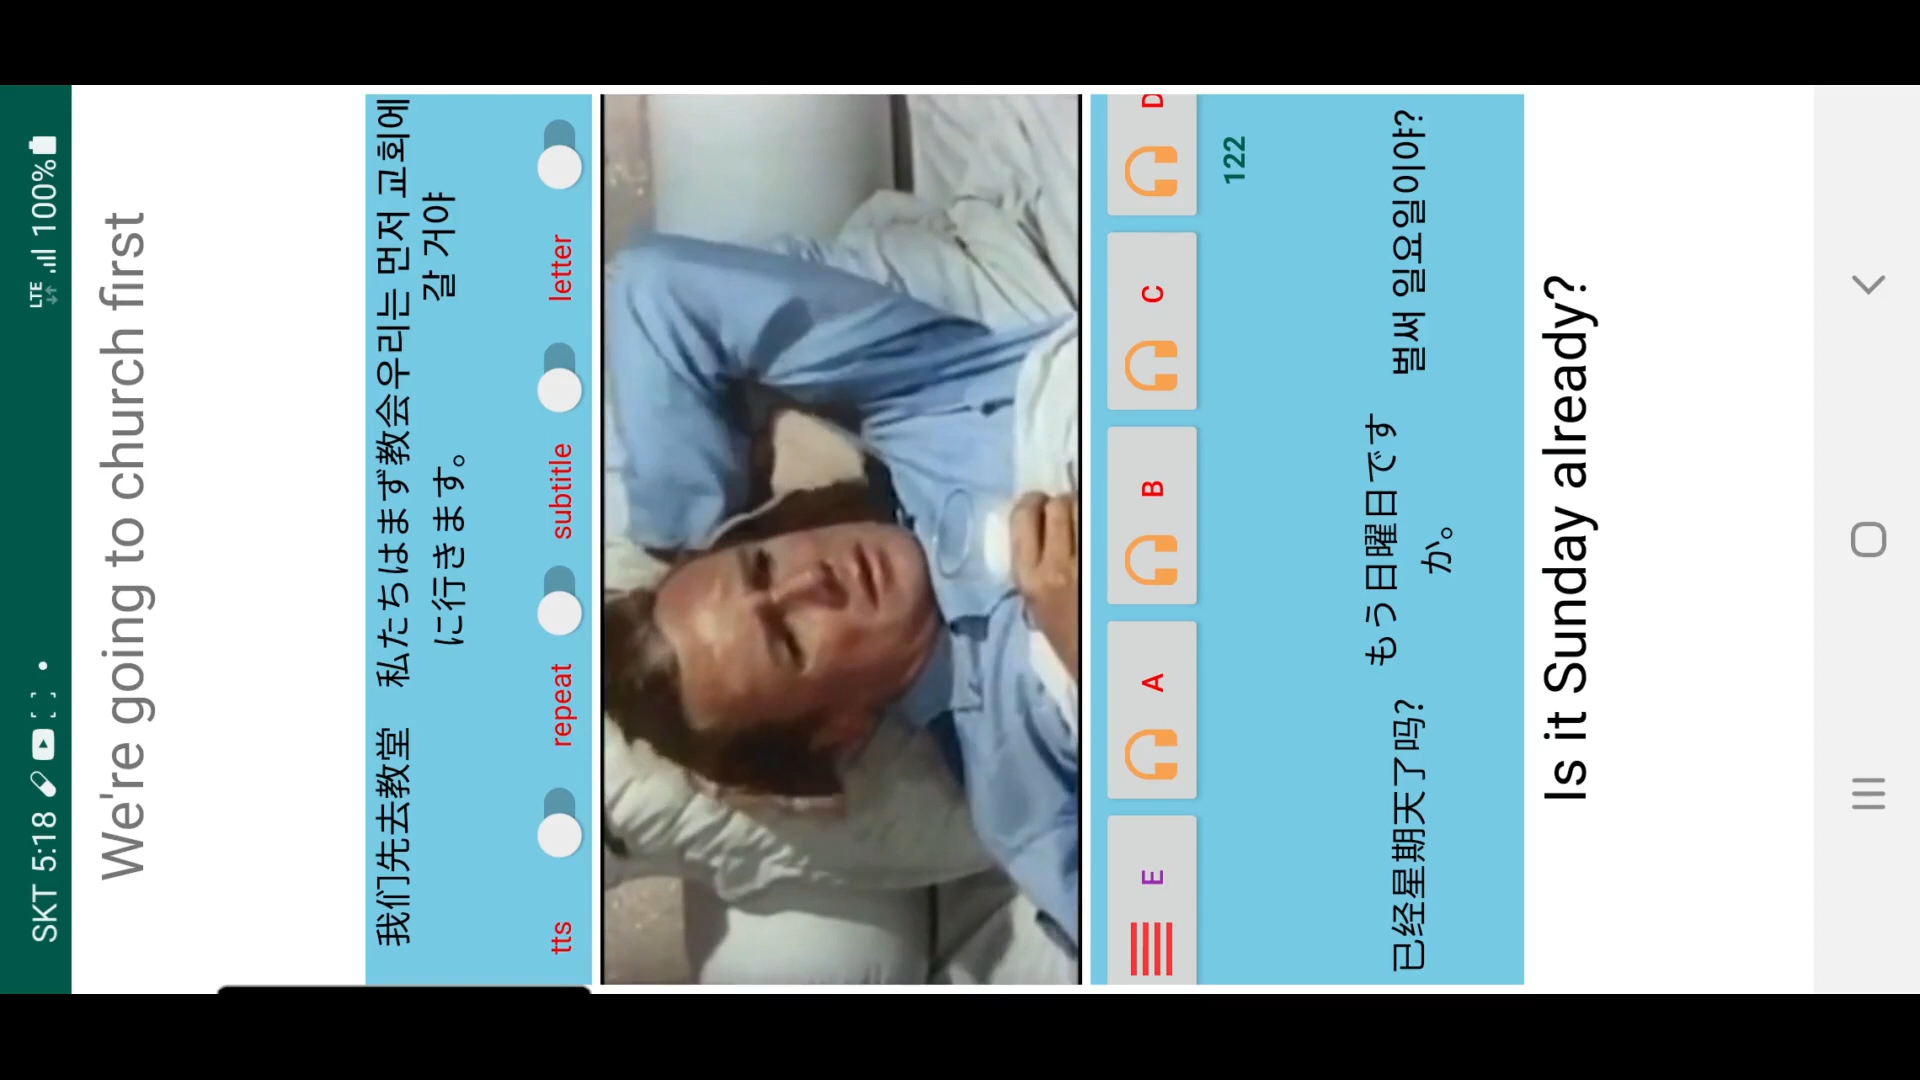 SKT 5:18
LTE 100%
We're going to church first
我们先去教堂
私たちはまず教会
に行きます。
우리는 먼저 교회에
갈 거야
tts
repeat
subtitle
letter
E
A
B
C
D
122
已经星期天了吗?
もう日曜日です
か。
벌써 일요일이야?
Is it Sunday already?